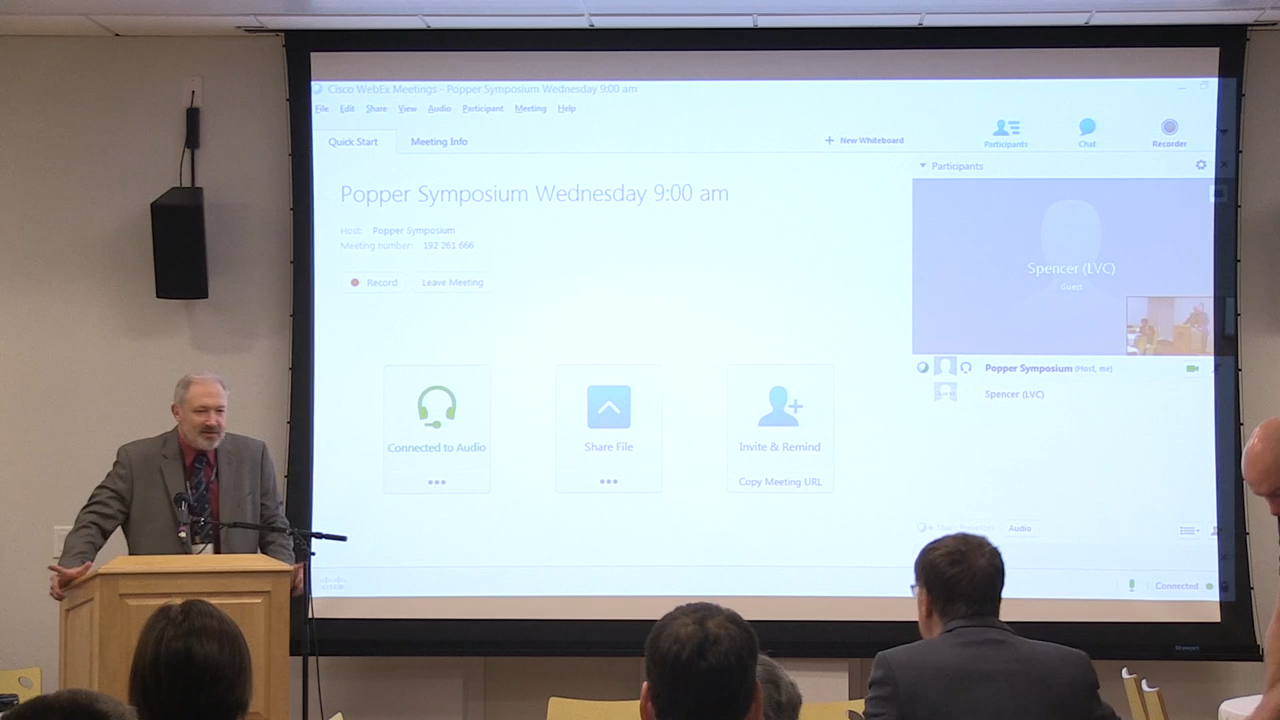 Cisco WebEx Meetings - Popper Symposium Wednesday 9:00 am
File Edit Share View Audio Participant Meeting Help
Quick Start Meeting Info
New Whiteboard
Participants Chat Recorder
Participants
Popper Symposium Wednesday 9:00 am
Host: Popper Symposium
Meeting number: 192 261 666
Record Leave Meeting
Spencer (LVC)
Guest
Popper Symposium (Host, me)
Spencer (LVC)
Connected to Audio
Share File
Invite & Remind
Copy Meeting URL
Audio
CISCO
Connected